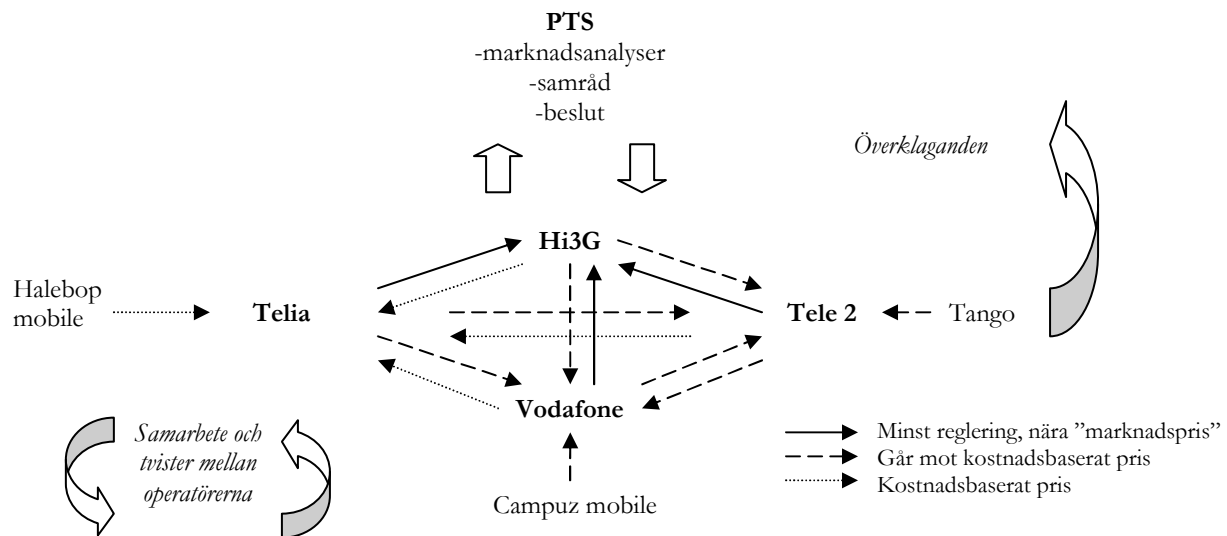 PTS
-marknadsanalyser
-samråd
-beslut
Överklaganden
Hi3G
Halebop
mobile
Telia
Tele 2
Tango
Vodafone
Samarbete och
tvister mellan
operatörerna
Campuz mobile
Minst reglering, nära ”marknadspris”
Går mot kostnadsbaserat pris
Kostnadsbaserat pris